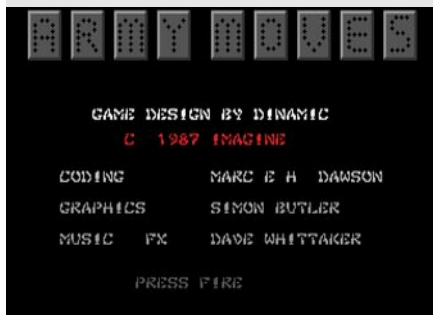 ARMY MOVES
GAME DESIGN BY DINAMIC
C 1987 IMAGINE
CODING MARC E H DAWSON
GRAPHICS SIMON BUTLER
MUSIC FX DAVE WHITTAKER
PRESS FIRE